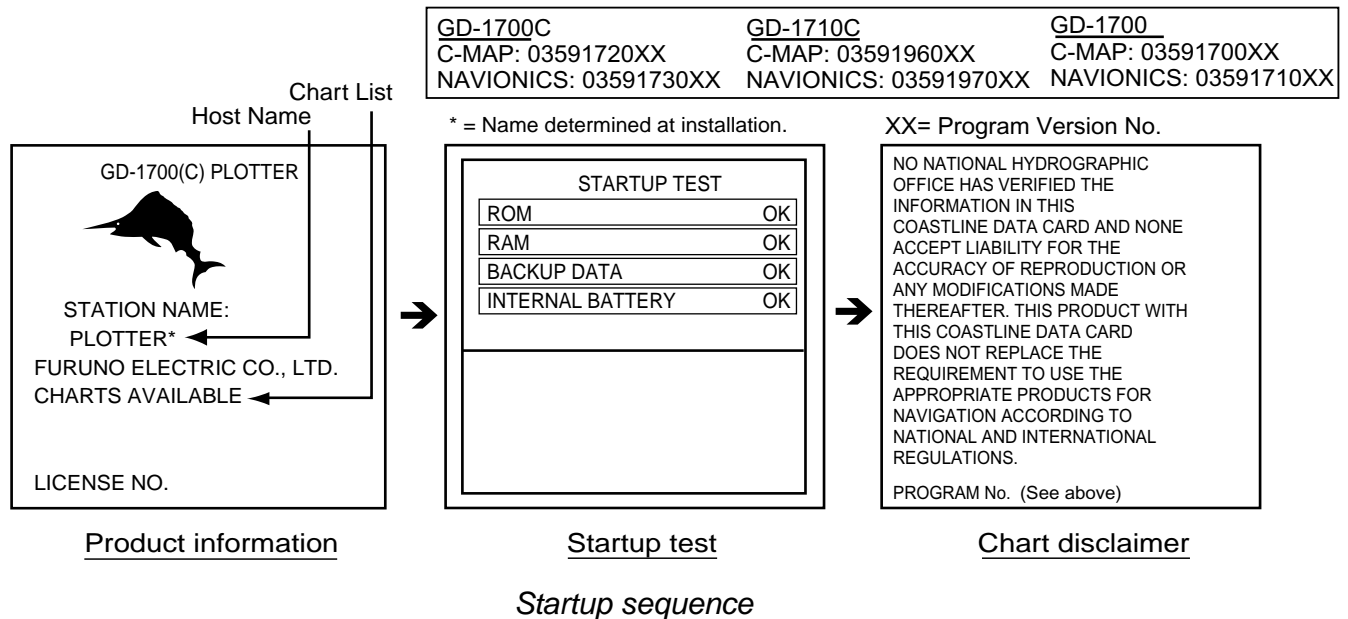 GD-1700C
C-MAP: 03591720XX
NAVIONICS: 03591730XX
GD-1710C
C-MAP: 03591960XX
NAVIONICS: 03591970XX
GD-1700
C-MAP: 03591700XX
NAVIONICS: 03591710XX
Chart List
Host Name
* = Name determined at installation.
XX= Program Version No.
GD-1700(C) PLOTTER
STATION NAME:
PLOTTER*
FURUNO ELECTRIC CO., LTD.
CHARTS AVAILABLE
LICENSE NO.
Product information
STARTUP TEST
ROM OK
RAM OK
BACKUP DATA OK
INTERNAL BATTERY OK
Startup test
NO NATIONAL HYDROGRAPHIC
OFFICE HAS VERIFIED THE
INFORMATION IN THIS
COASTLINE DATA CARD AND NONE
ACCEPT LIABILITY FOR THE
ACCURACY OF REPRODUCTION OR
ANY MODIFICATIONS MADE
THEREAFTER. THIS PRODUCT WITH
THIS COASTLINE DATA CARD
DOES NOT REPLACE THE
REQUIREMENT TO USE THE
APPROPRIATE PRODUCTS FOR
NAVIGATION ACCORDING TO
NATIONAL AND INTERNATIONAL
REGULATIONS.
PROGRAM No. (See above)
Chart disclaimer
Startup sequence